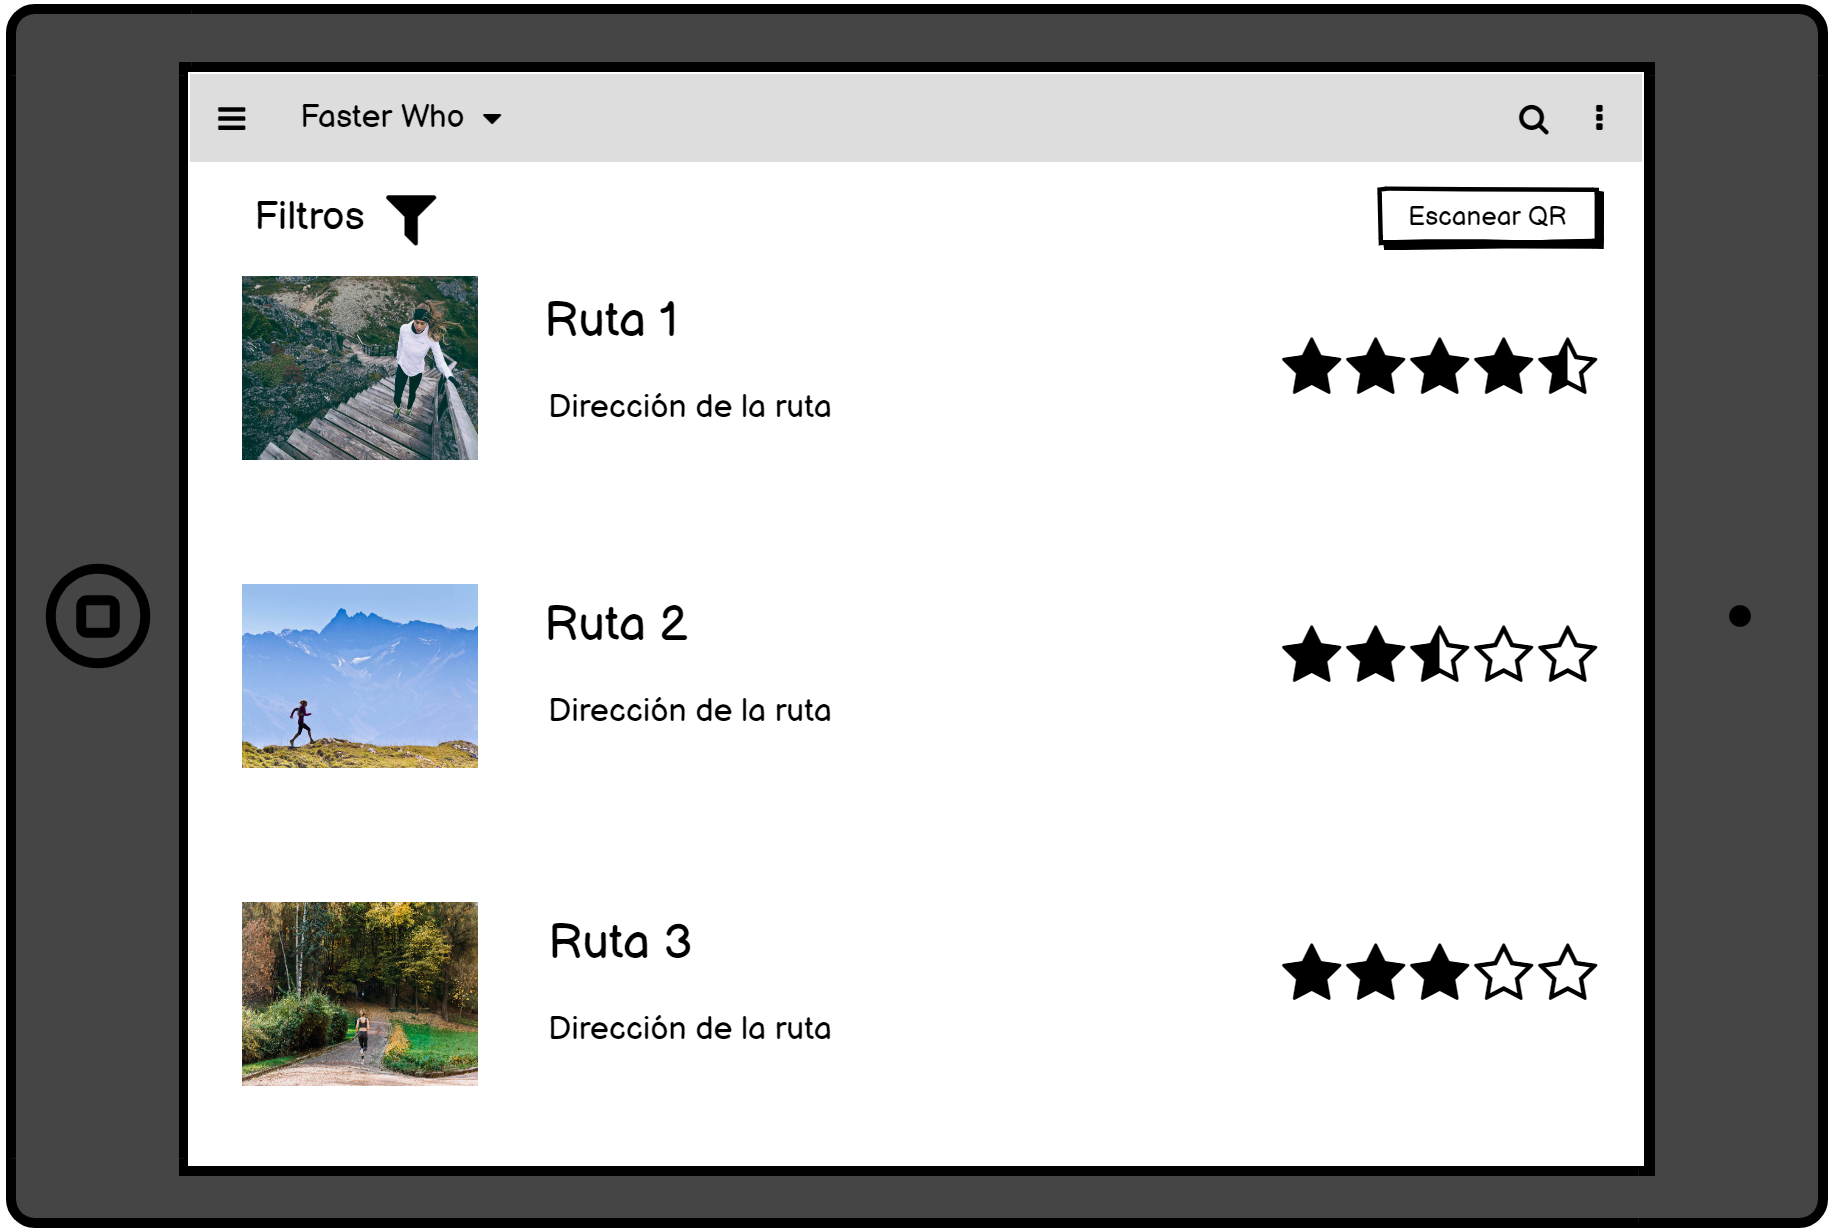 Faster Who
Filtros
Escanear QR
Ruta 1
Dirección de la ruta
Ruta 2
Dirección de la ruta
Ruta 3
Dirección de la ruta